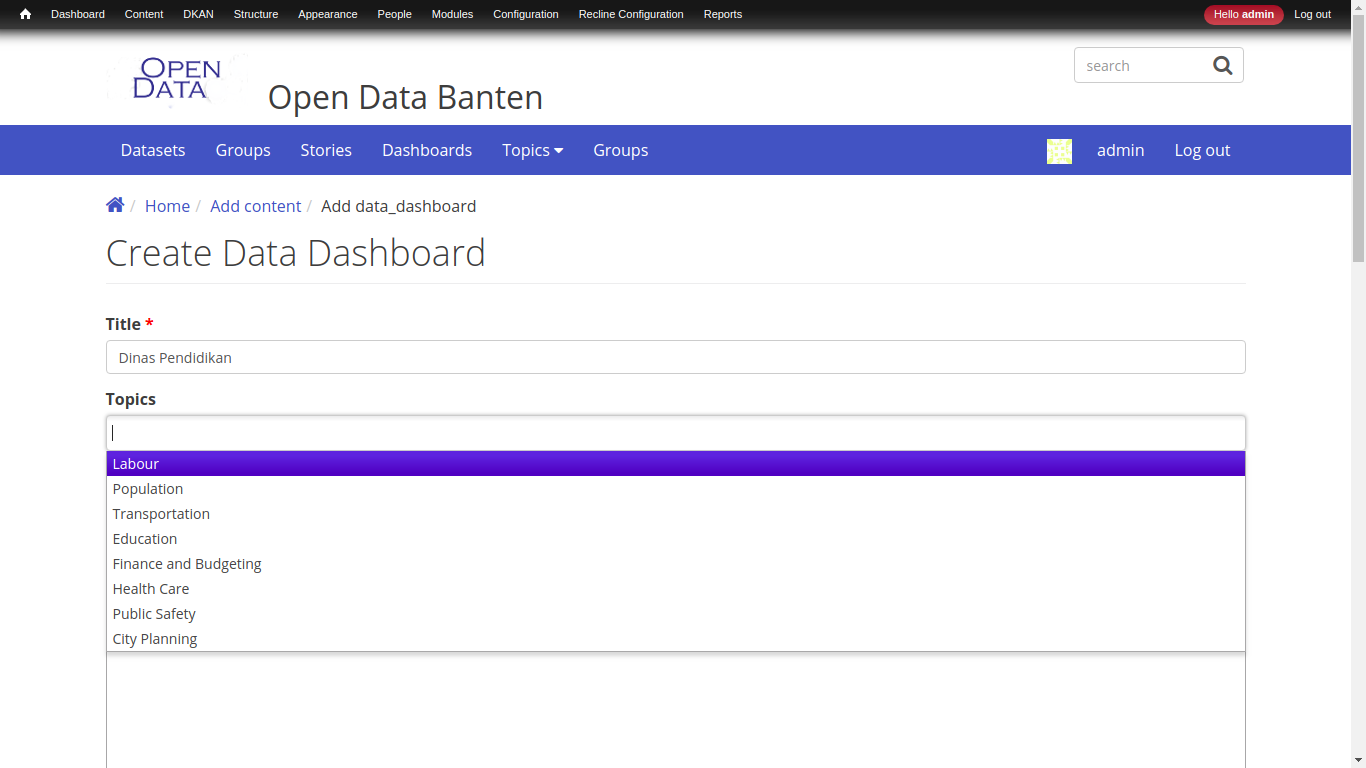 Dashboard Content DKAN Structure Appearance People Modules Configuration Recline Configuration Reports Hello admin Log out
OPEN
DATA
Open Data Banten
search
Datasets Groups Stories Dashboards Topics Groups admin Log out
/ Home / Add content / Add data_dashboard
Create Data Dashboard
Title *
Dinas Pendidikan
Topics
Labour
Population
Transportation
Education
Finance and Budgeting
Health Care
Public Safety
City Planning